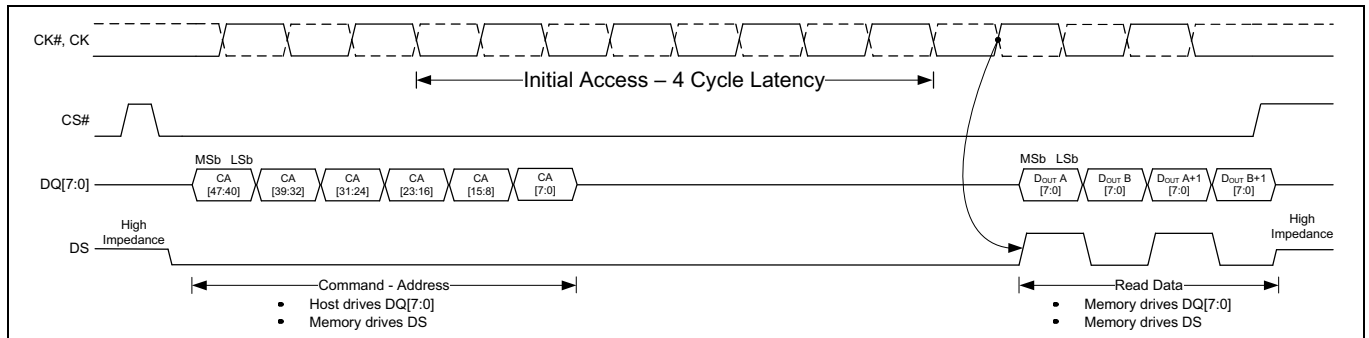 CK#, CK
Initial Access – 4 Cycle Latency
CS#
MSb LSb
MSb LSb
DQ[7:0]
CA
[47:40]
CA
[39:32]
CA
[31:24]
CA
[23:16]
CA
[15:8]
CA
[7:0]
DOUT A
[7:0]
DOUT B
[7:0]
DOUT A+1
[7:0]
DOUT B+1
[7:0]
High
Impedance
High
Impedance
DS
Command - Address
• Host drives DQ[7:0]
• Memory drives DS
Read Data
• Memory drives DQ[7:0]
• Memory drives DS